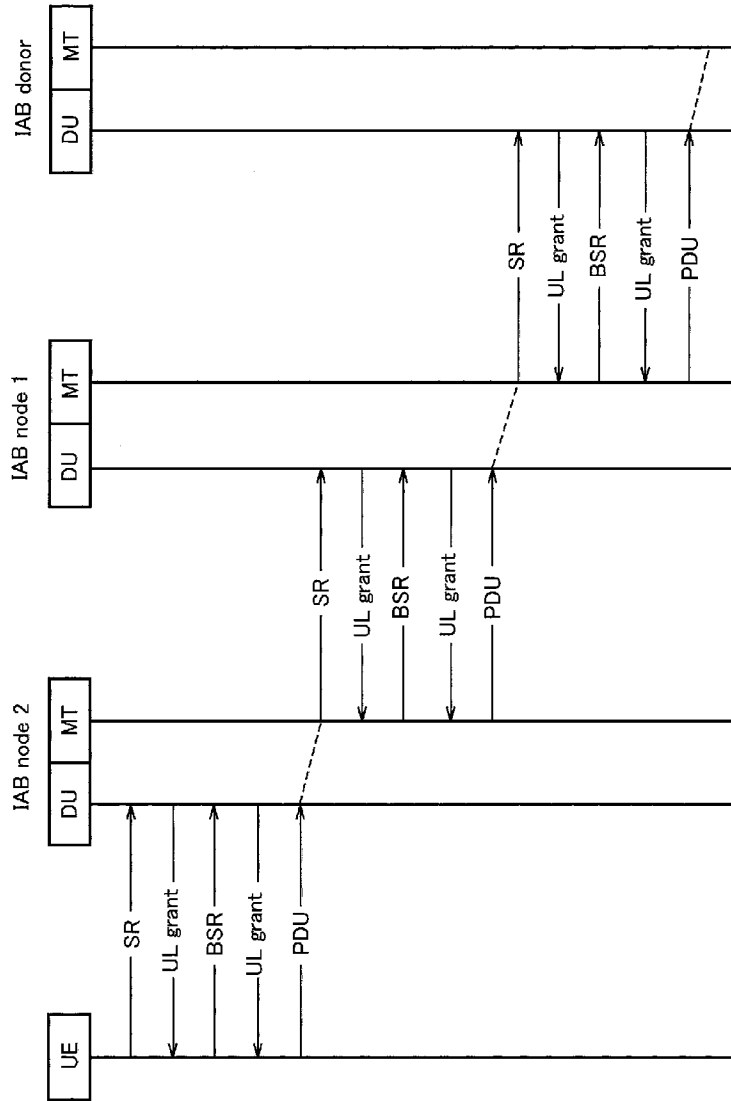 IAB donor
DU MT
IAB node 1
DU MT
IAB node 2
DU MT
UE
SR
UL grant
BSR
UL grant
PDU
SR
UL grant
BSR
UL grant
PDU
SR
UL grant
BSR
UL grant
PDU